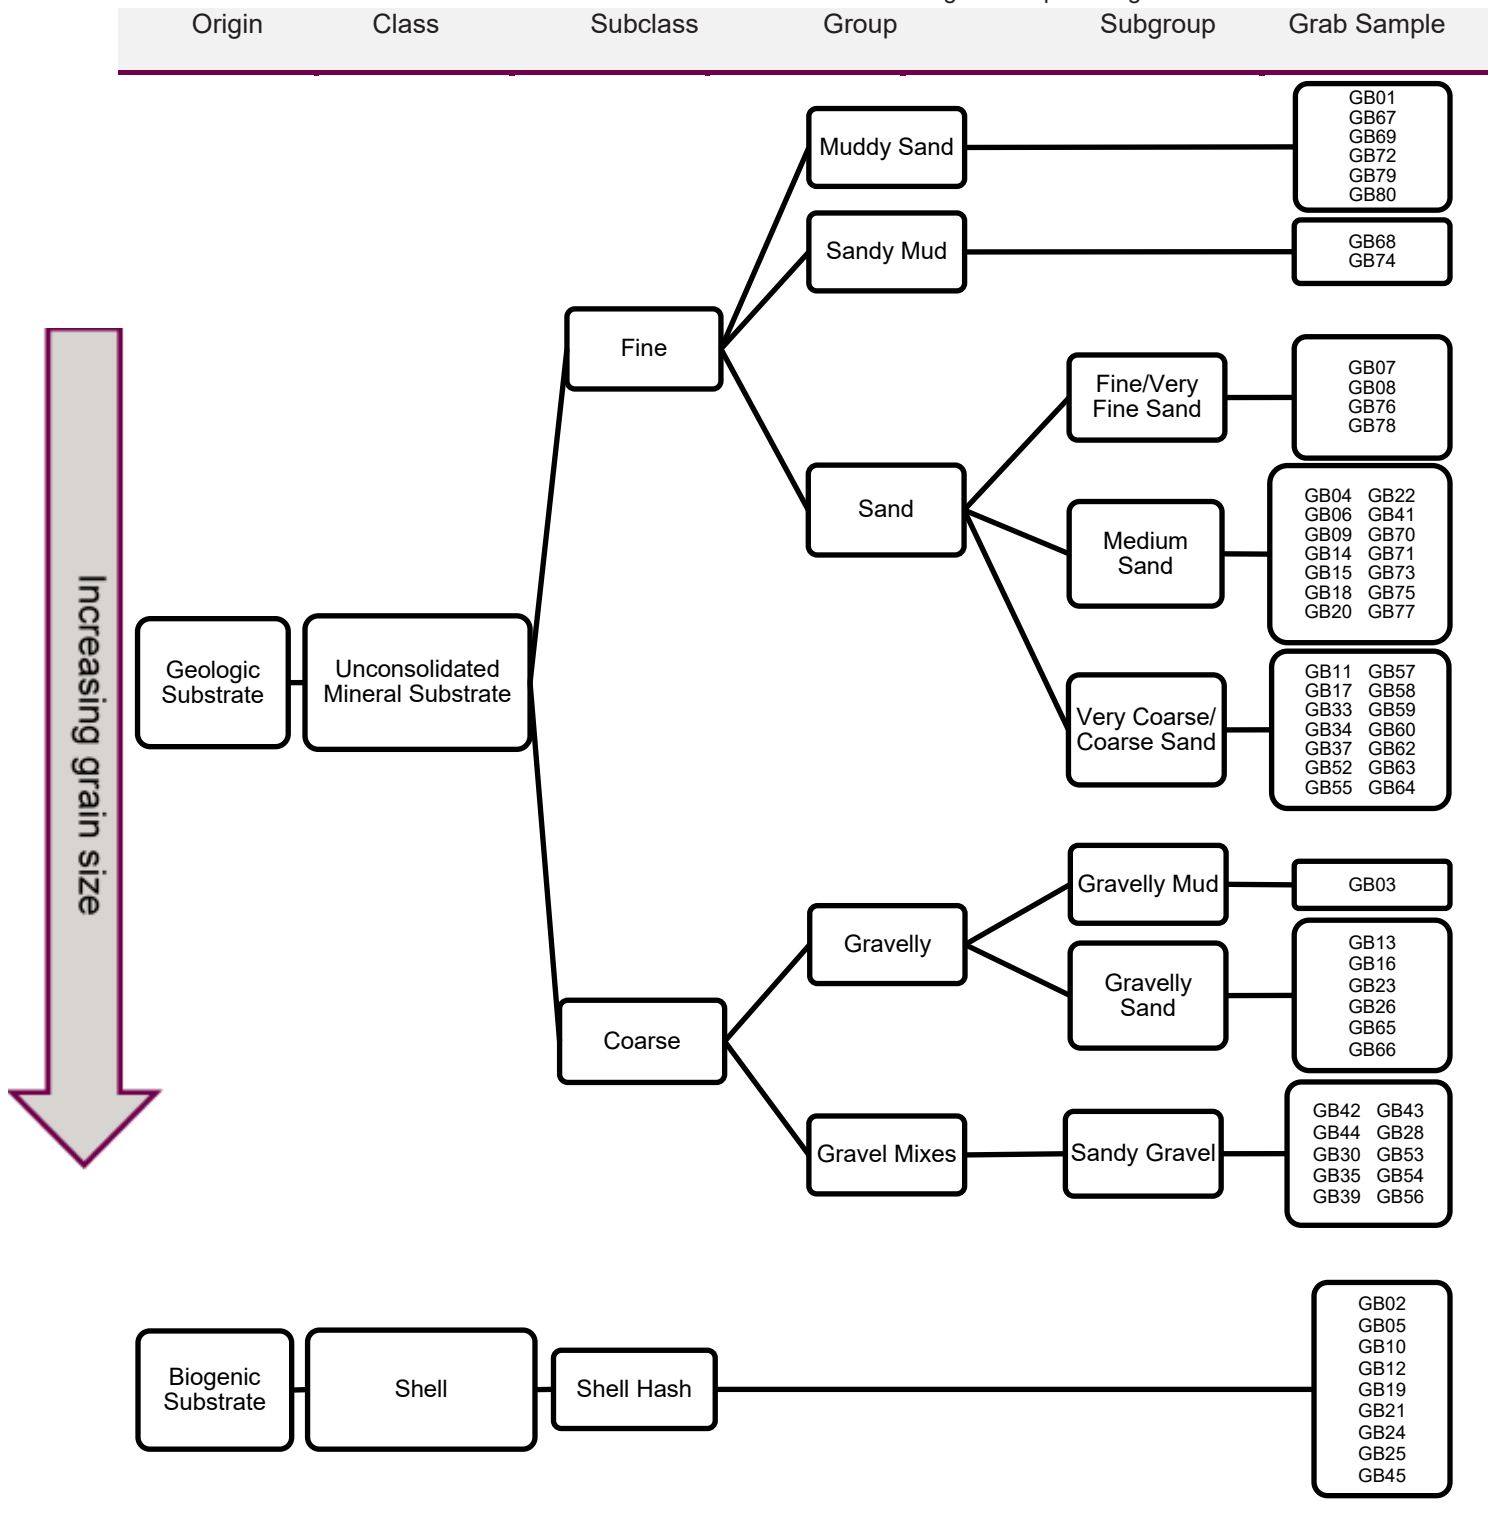 Origin Class Subclass Group Subgroup Grab Sample
Increasing grain size
Geologic
Substrate
Unconsolidated
Mineral Substrate
Fine
Muddy Sand
GB01
GB67
GB69
GB72
GB79
GB80
Sandy Mud
GB68
GB74
Sand
Fine/Very
Fine Sand
GB07
GB08
GB76
GB78
Medium
Sand
GB04 GB22
GB06 GB41
GB09 GB70
GB14 GB71
GB15 GB73
GB18 GB75
GB20 GB77
Very Coarse/
Coarse Sand
GB11 GB57
GB17 GB58
GB33 GB59
GB34 GB60
GB37 GB62
GB52 GB63
GB55 GB64
Coarse
Gravelly
Gravelly Mud
GB03
Gravelly
Sand
GB13
GB16
GB23
GB26
GB65
GB66
Gravel Mixes
Sandy Gravel
GB42 GB43
GB44 GB28
GB30 GB53
GB35 GB54
GB39 GB56
Biogenic
Substrate
Shell
Shell Hash
GB02
GB05
GB10
GB12
GB19
GB21
GB24
GB25
GB45